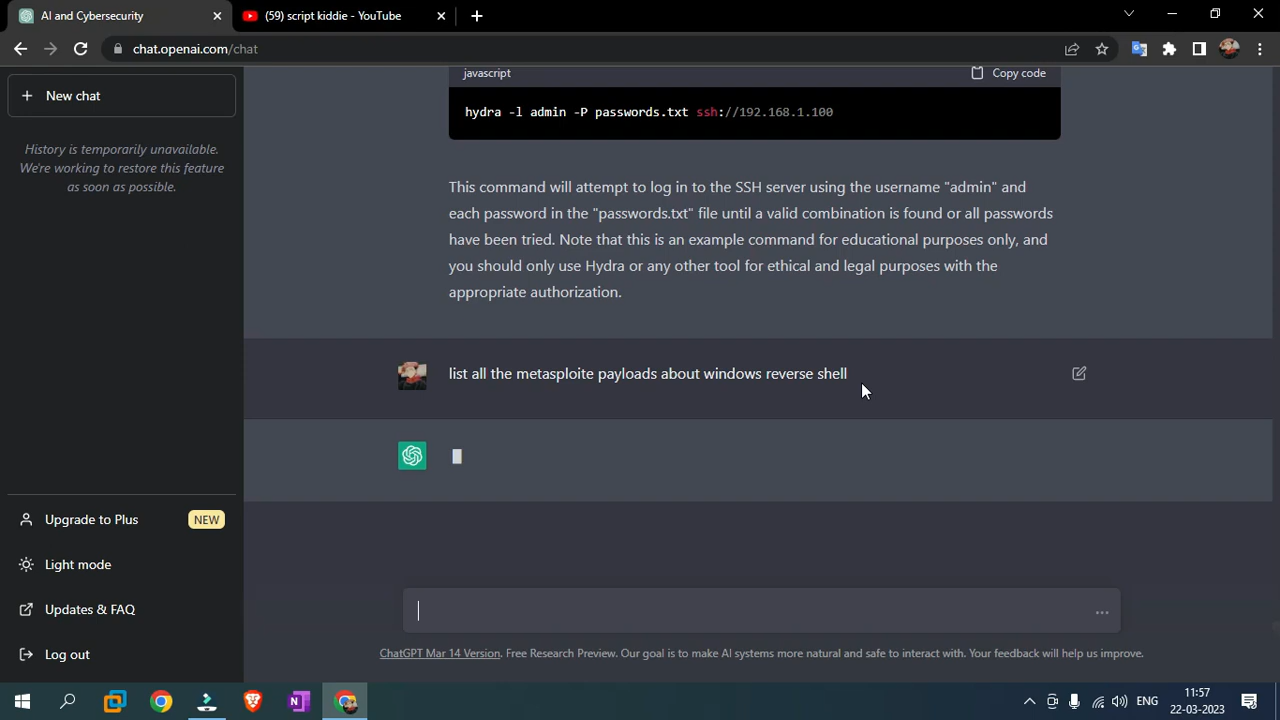 AI and Cybersecurity
(59) script kiddie - YouTube
chat.openai.com/chat
New chat
History is temporarily unavailable.
We're working to restore this feature
as soon as possible.
javascript
Copy code
hydra -l admin -P passwords.txt ssh://192.168.1.100
This command will attempt to log in to the SSH server using the username "admin" and
each password in the "passwords.txt" file until a valid combination is found or all passwords
have been tried. Note that this is an example command for educational purposes only, and
you should only use Hydra or any other tool for ethical and legal purposes with the
appropriate authorization.
list all the metasploite payloads about windows reverse shell
Upgrade to Plus
NEW
Light mode
Updates & FAQ
Log out
ChatGPT Mar 14 Version. Free Research Preview. Our goal is to make AI systems more natural and safe to interact with. Your feedback will help us improve.
ENG
11:57
22-03-2023